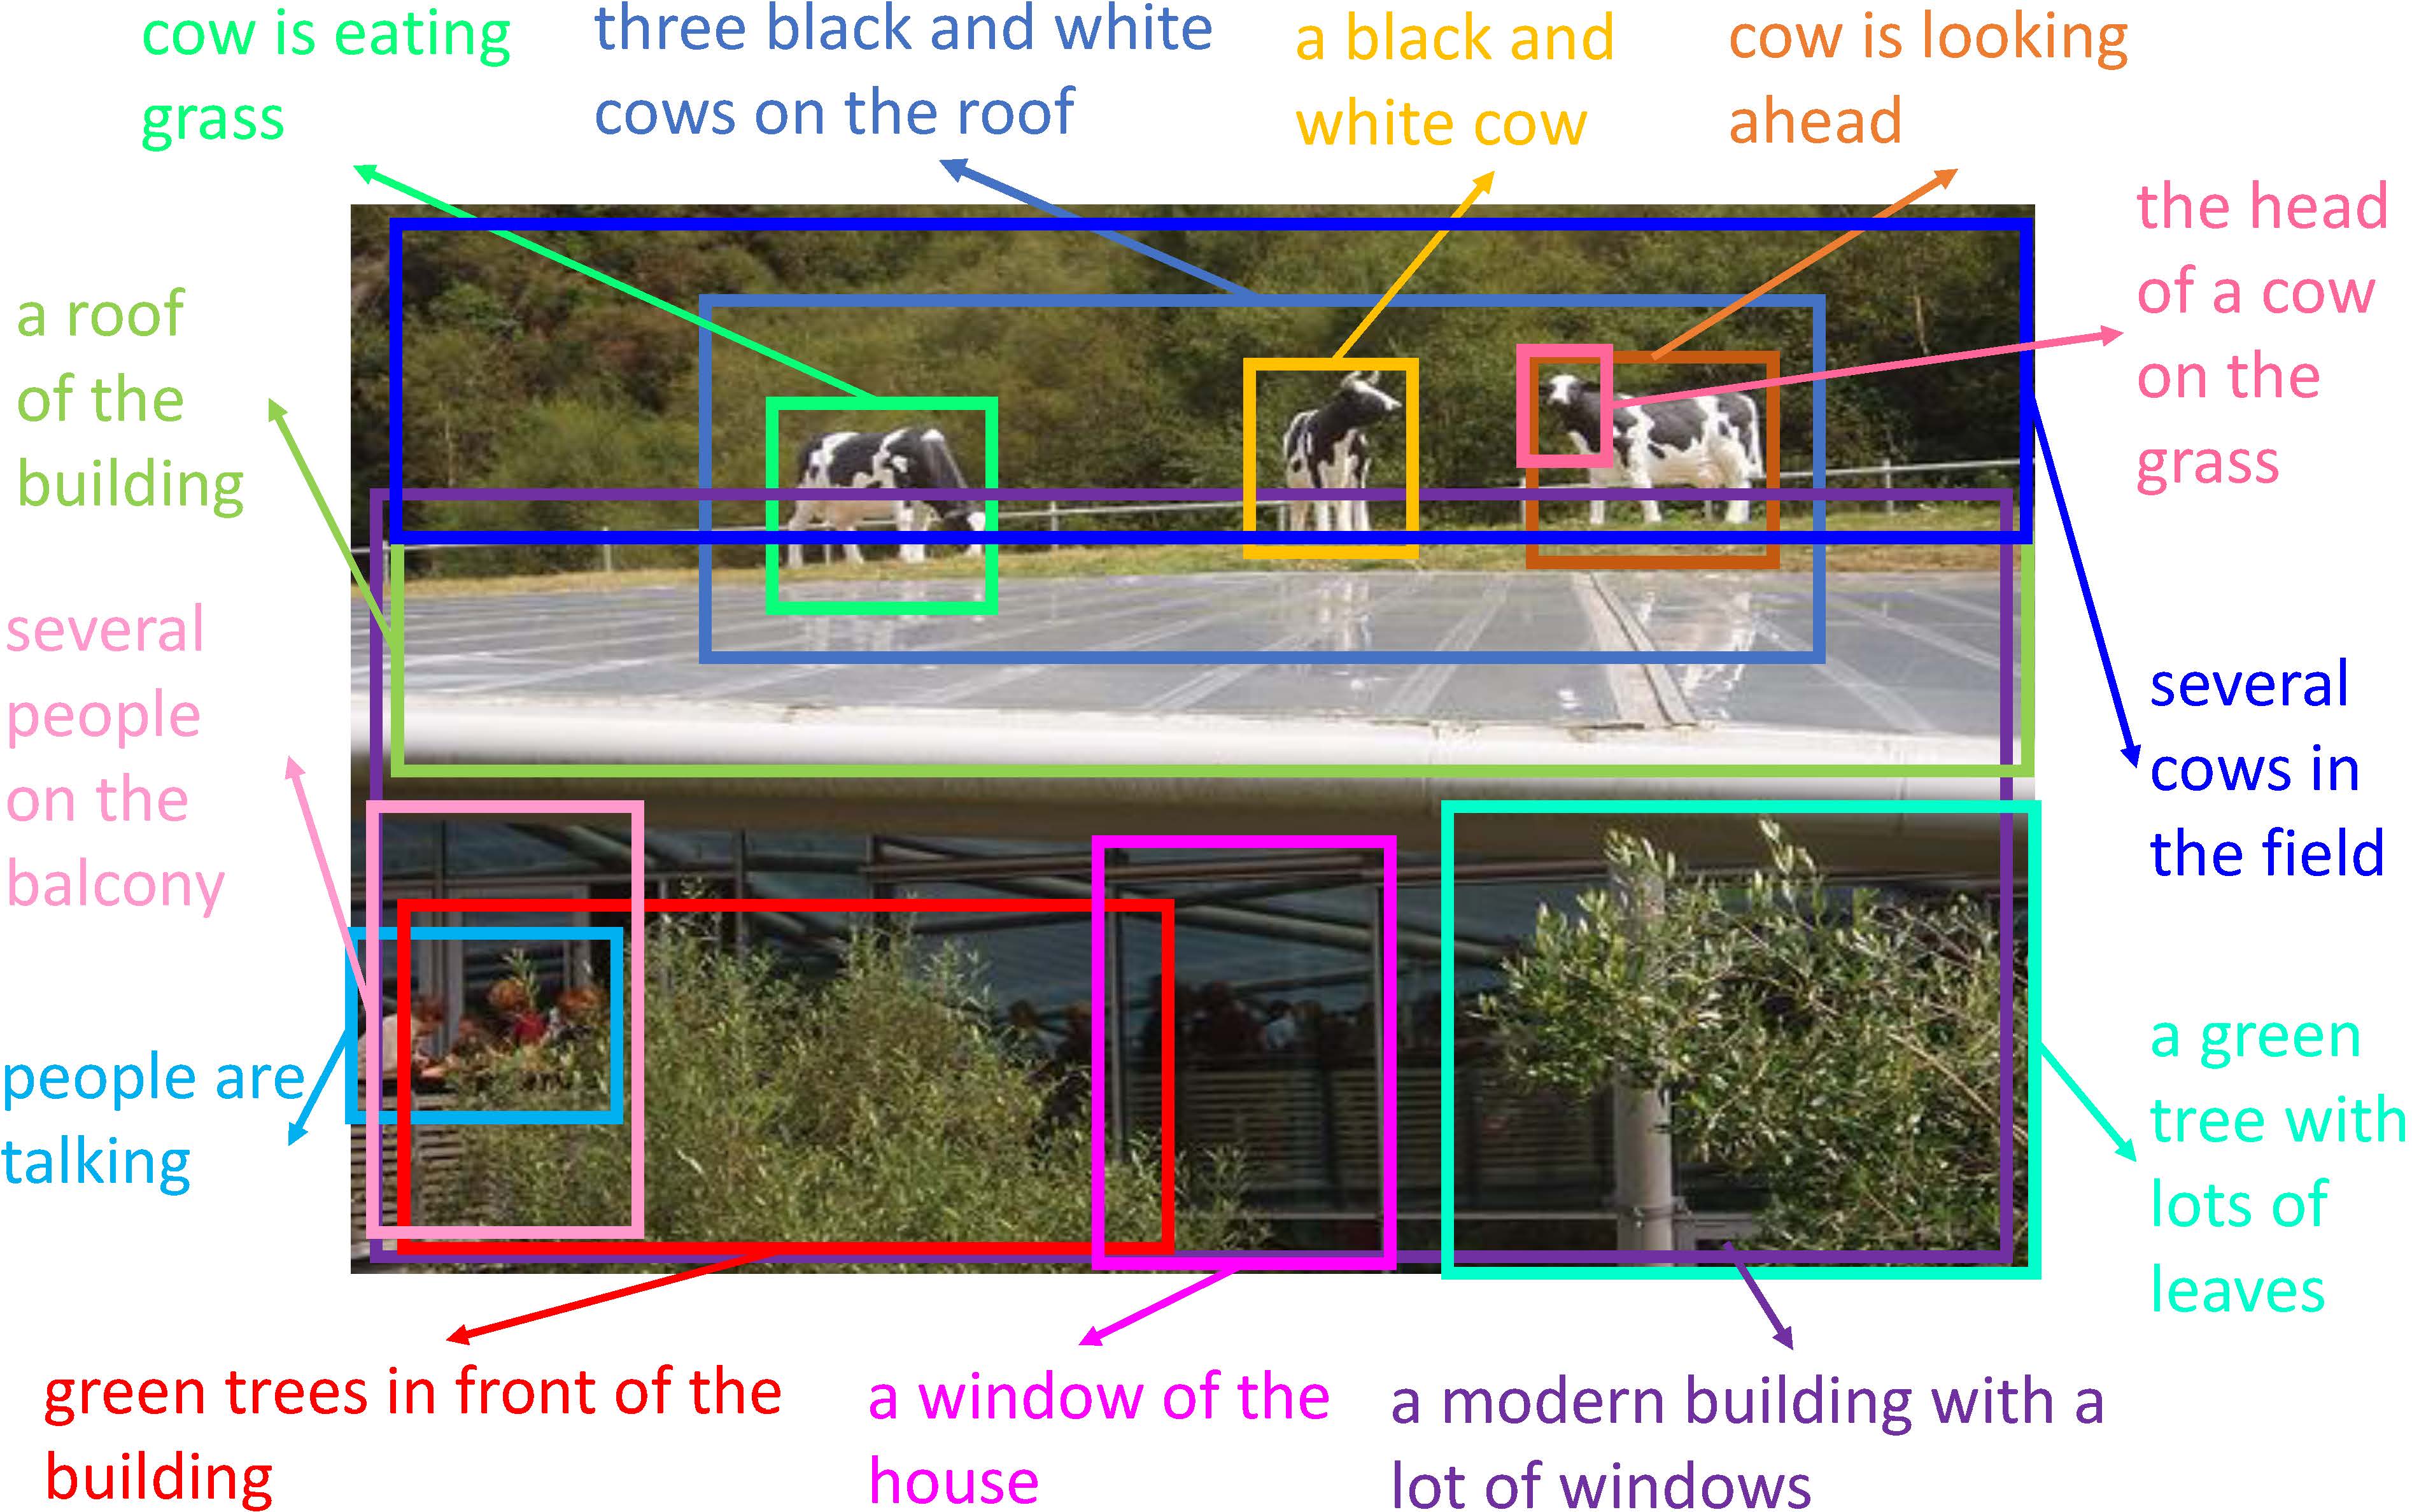 cow is eating
grass
three black and white
cows on the roof
a black and
white cow
cow is looking
ahead
the head
of a cow
on the
grass
a roof
of the
building
several
people
on the
balcony
several
cows in
the field
people are
talking
a green
tree with
lots of
leaves
green trees in front of the
building
a window of the
house
a modern building with a
lot of windows